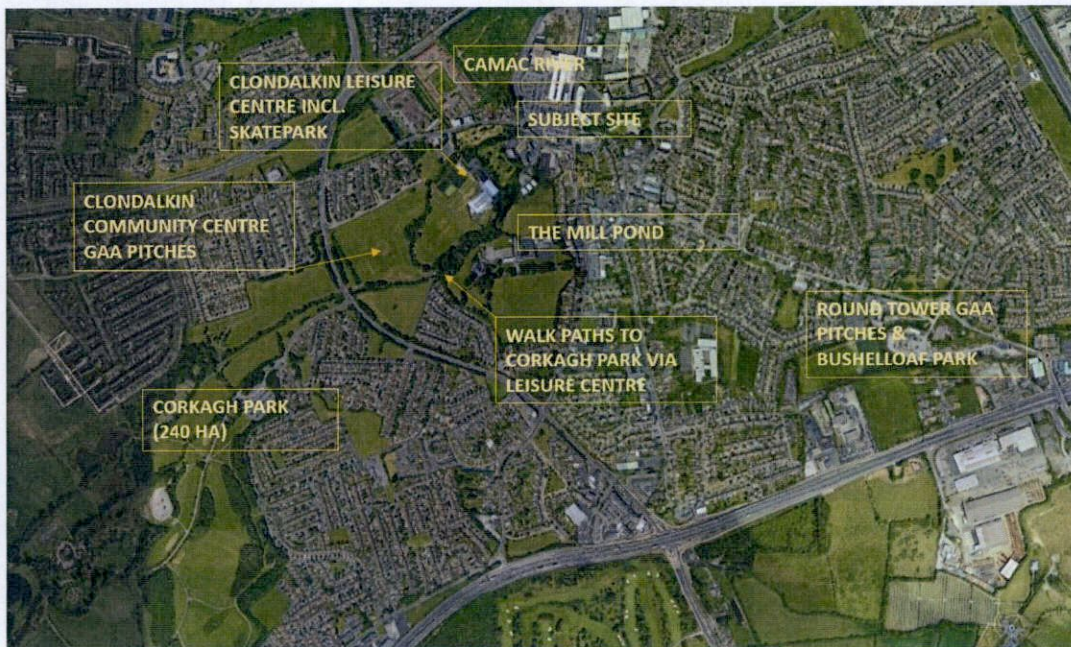 CAMAC RIVER
CLONDALKIN LEISURE
CENTRE INCL.
SKATEPARK
SUBJECT SITE
CLONDALKIN
COMMUNITY CENTRE
GAA PITCHES
THE MILL POND
WALK PATHS TO
CORKAGH PARK VIA
LEISURE CENTRE
ROUND TOWER GAA
PITCHES &
BUSHELLOAF PARK
CORKAGH PARK
(240 HA)